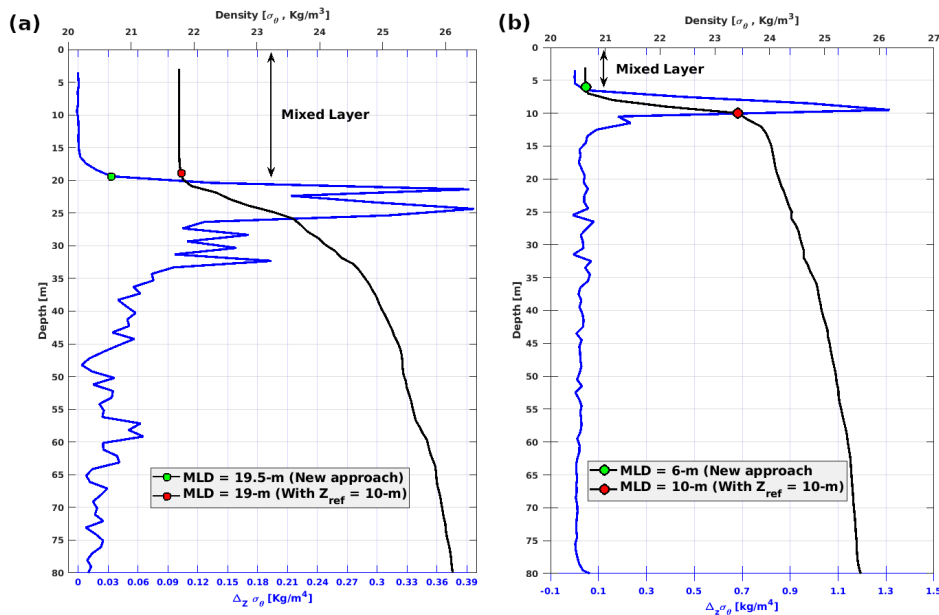 (a)
Density [σθ , Kg/m³]
20 21 22 23 24 25 26
0
5
10
15
20
25
30
35
40
45
50
55
60
65
70
75
80
Depth [m]
Mixed Layer
MLD = 19.5-m (New approach)
MLD = 19-m (With Zref = 10-m)
0 0.03 0.06 0.09 0.12 0.15 0.18 0.21 0.24 0.27 0.3 0.33 0.36 0.39
ΔZ σθ [Kg/m⁴]
(b)
Density [σθ , Kg/m³]
20 21 22 23 24 25 26 27
0
5
10
15
20
25
30
35
40
45
50
55
60
65
70
75
80
Depth [m]
Mixed Layer
MLD = 6-m (New approach
MLD = 10-m (With Zref = 10-m)
-0.1 0.1 0.3 0.5 0.7 0.9 1.1 1.3 1.5
Δzσθ [Kg/m⁴]